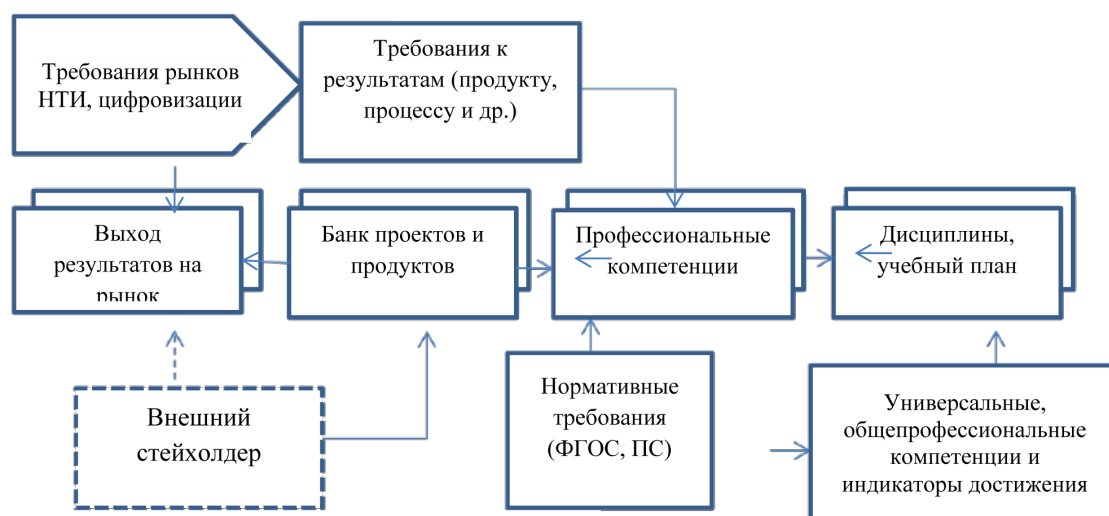 Требования рынков
НТИ, цифровизации
Требования к
результатам (продукту,
процессу и др.)
Выход
результатов на
рынок
Банк проектов и
продуктов
Профессиональные
компетенции
Дисциплины,
учебный план
Внешний
стейхолдер
Нормативные
требования
(ФГОС, ПС)
Универсальные,
общепрофессиональные
компетенции и
индикаторы достижения